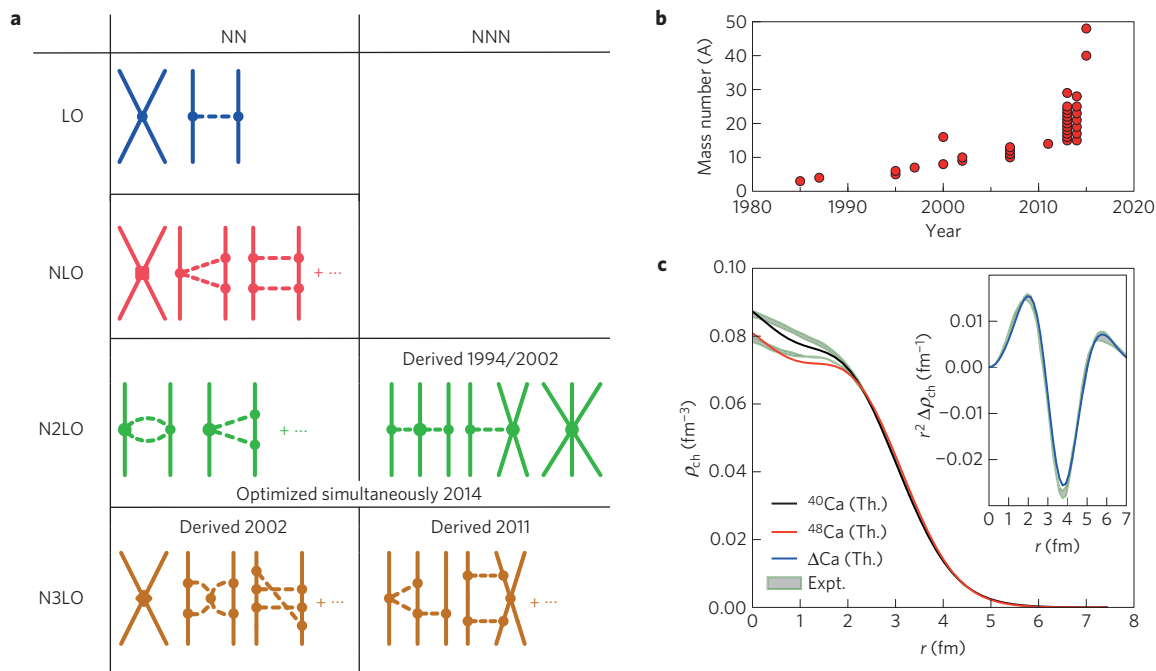 a
NN NNN
LO
NLO
+ ...
Derived 1994/2002
N2LO
+ ...
Optimized simultaneously 2014
Derived 2002 Derived 2011
N3LO
+ ... + ...
b
50
40
30
20
10
0
Mass number (A)
1980 1990 2000 2010 2020
Year
c
0.10
0.08
0.06
0.04
0.02
0.00
ρch (fm⁻³)
⁴⁰Ca (Th.)
⁴⁸Ca (Th.)
ΔCa (Th.)
Expt.
0 1 2 3 4 5 6 7 8
r (fm)
0.01
0.00
−0.01
−0.02
r² Δρch (fm⁻¹)
0 1 2 3 4 5 6 7
r (fm)